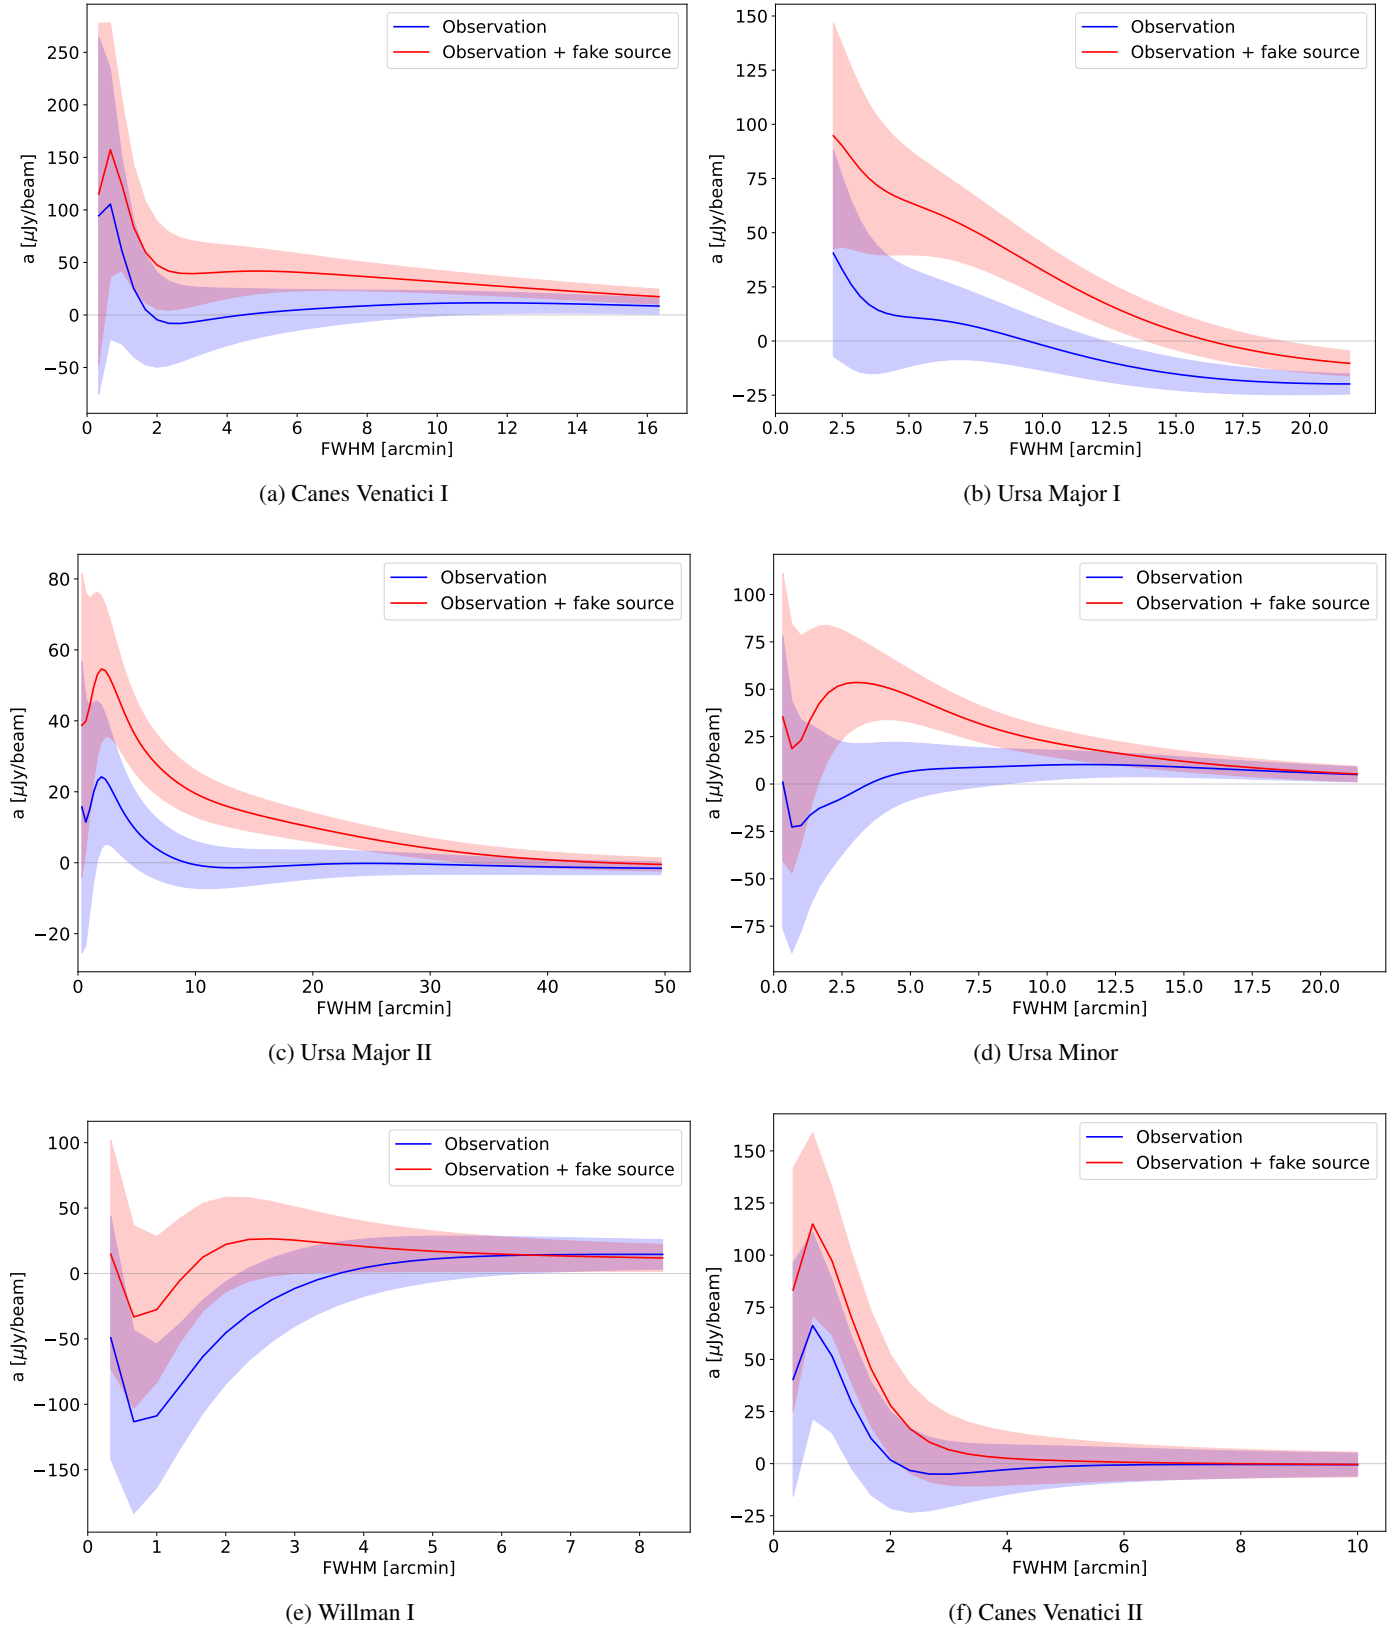 Observation
Observation + fake source
250
200
150
100
50
0
−50
a [μJy/beam]
0 2 4 6 8 10 12 14 16
FWHM [arcmin]
(a) Canes Venatici I
Observation
Observation + fake source
150
125
100
75
50
25
0
−25
a [μJy/beam]
0.0 2.5 5.0 7.5 10.0 12.5 15.0 17.5 20.0
FWHM [arcmin]
(b) Ursa Major I
Observation
Observation + fake source
80
60
40
20
0
−20
a [μJy/beam]
0 10 20 30 40 50
FWHM [arcmin]
(c) Ursa Major II
Observation
Observation + fake source
100
75
50
25
0
−25
−50
−75
a [μJy/beam]
0.0 2.5 5.0 7.5 10.0 12.5 15.0 17.5 20.0
FWHM [arcmin]
(d) Ursa Minor
Observation
Observation + fake source
100
50
0
−50
−100
−150
a [μJy/beam]
0 1 2 3 4 5 6 7 8
FWHM [arcmin]
(e) Willman I
Observation
Observation + fake source
150
125
100
75
50
25
0
−25
a [μJy/beam]
0 2 4 6 8 10
FWHM [arcmin]
(f) Canes Venatici II